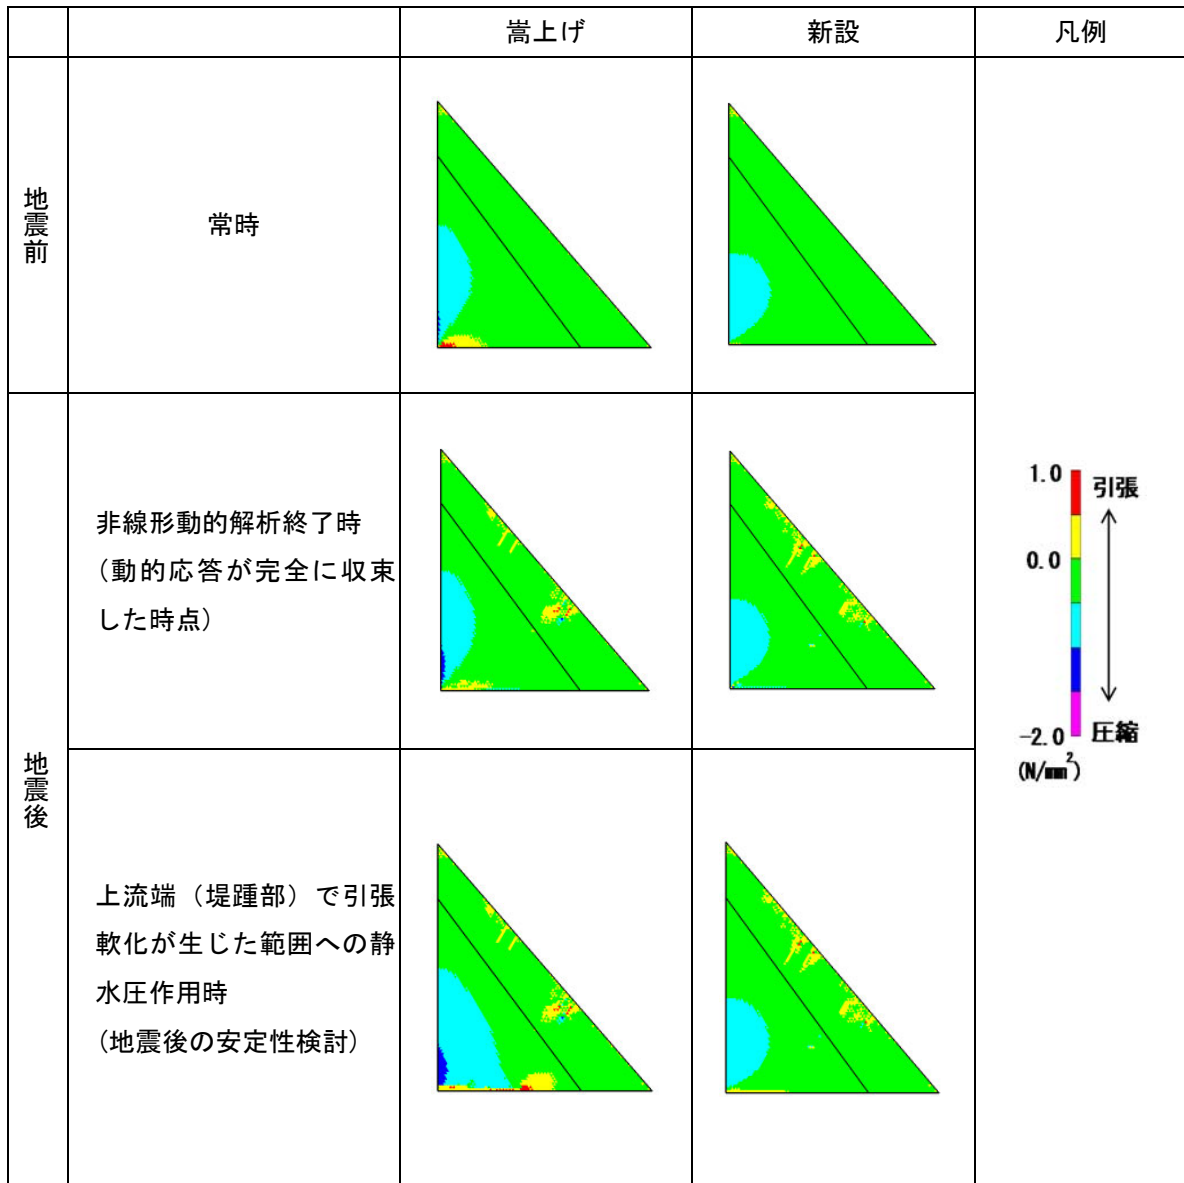 嵩上げ 新設 凡例
地震前
常時
地震後
非線形動的解析終了時
（動的応答が完全に収束
した時点）
上流端（堤踵部）で引張
軟化が生じた範囲への静
水圧作用時
(地震後の安定性検討)
1.0 引張
0.0
-2.0 圧縮
(N/mm²)